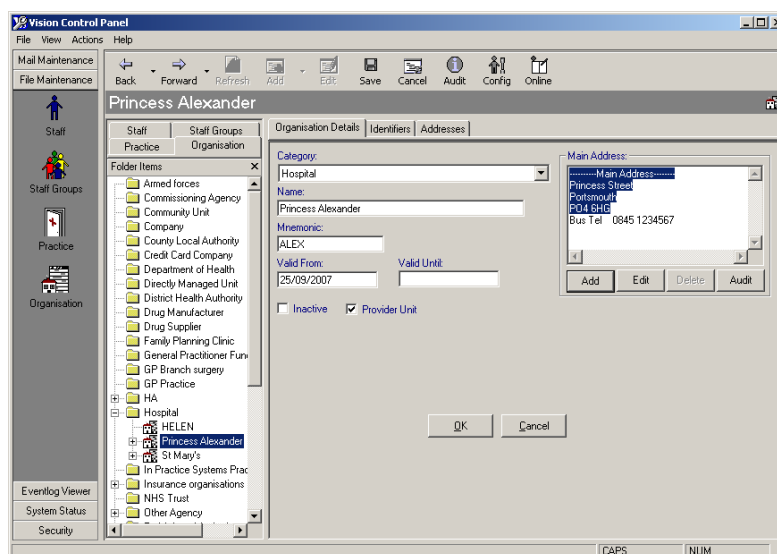 Vision Control Panel
File View Actions Help
Mail Maintenance
File Maintenance
Staff
Staff Groups
Practice
Organisation
Eventlog Viewer
System Status
Security
Back Forward Refresh Add Edit Save Cancel Audit Config Online
Princess Alexander
Staff Staff Groups
Practice Organisation
Folder Items
Armed forces
Commissioning Agency
Community Unit
Company
County Local Authority
Credit Card Company
Department of Health
Directly Managed Unit
District Health Authority
Drug Manufacturer
Drug Supplier
Family Planning Clinic
General Practitioner Fun
GP Branch surgery
GP Practice
HA
Hospital
HELEN
Princess Alexander
St Mary's
In Practice Systems Prac
Insurance organisations
NHS Trust
Other Agency
Organisation Details Identifiers Addresses
Category:
Hospital
Name:
Princess Alexander
Mnemonic:
ALEX
Valid From: Valid Until:
25/09/2007
Inactive Provider Unit
Main Address:
----------Main Address--------
Princess Street
Portsmouth
PO4 6HG
Bus Tel 0845 1234567
Add Edit Delete Audit
OK Cancel
CAPS NUM